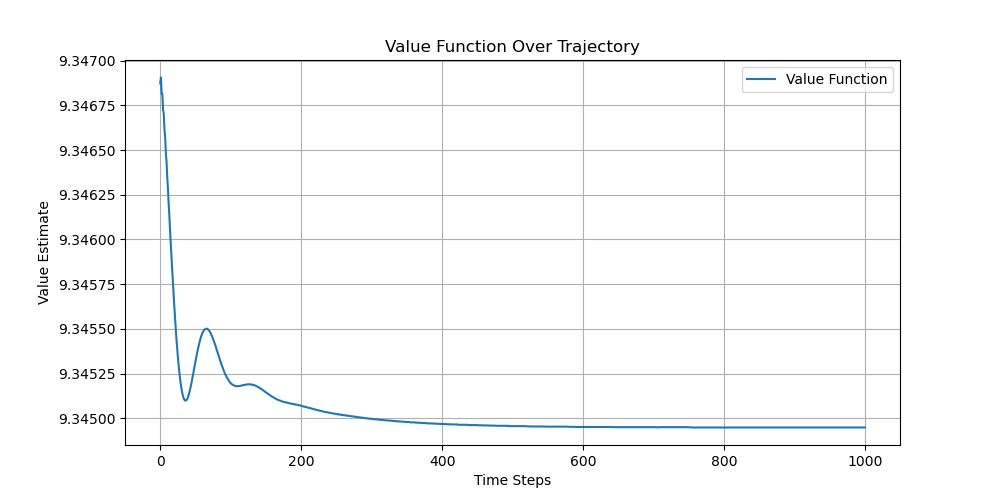 Value Function Over Trajectory
Value Function
Value Estimate
9.34700
9.34675
9.34650
9.34625
9.34600
9.34575
9.34550
9.34525
9.34500
0 200 400 600 800 1000
Time Steps